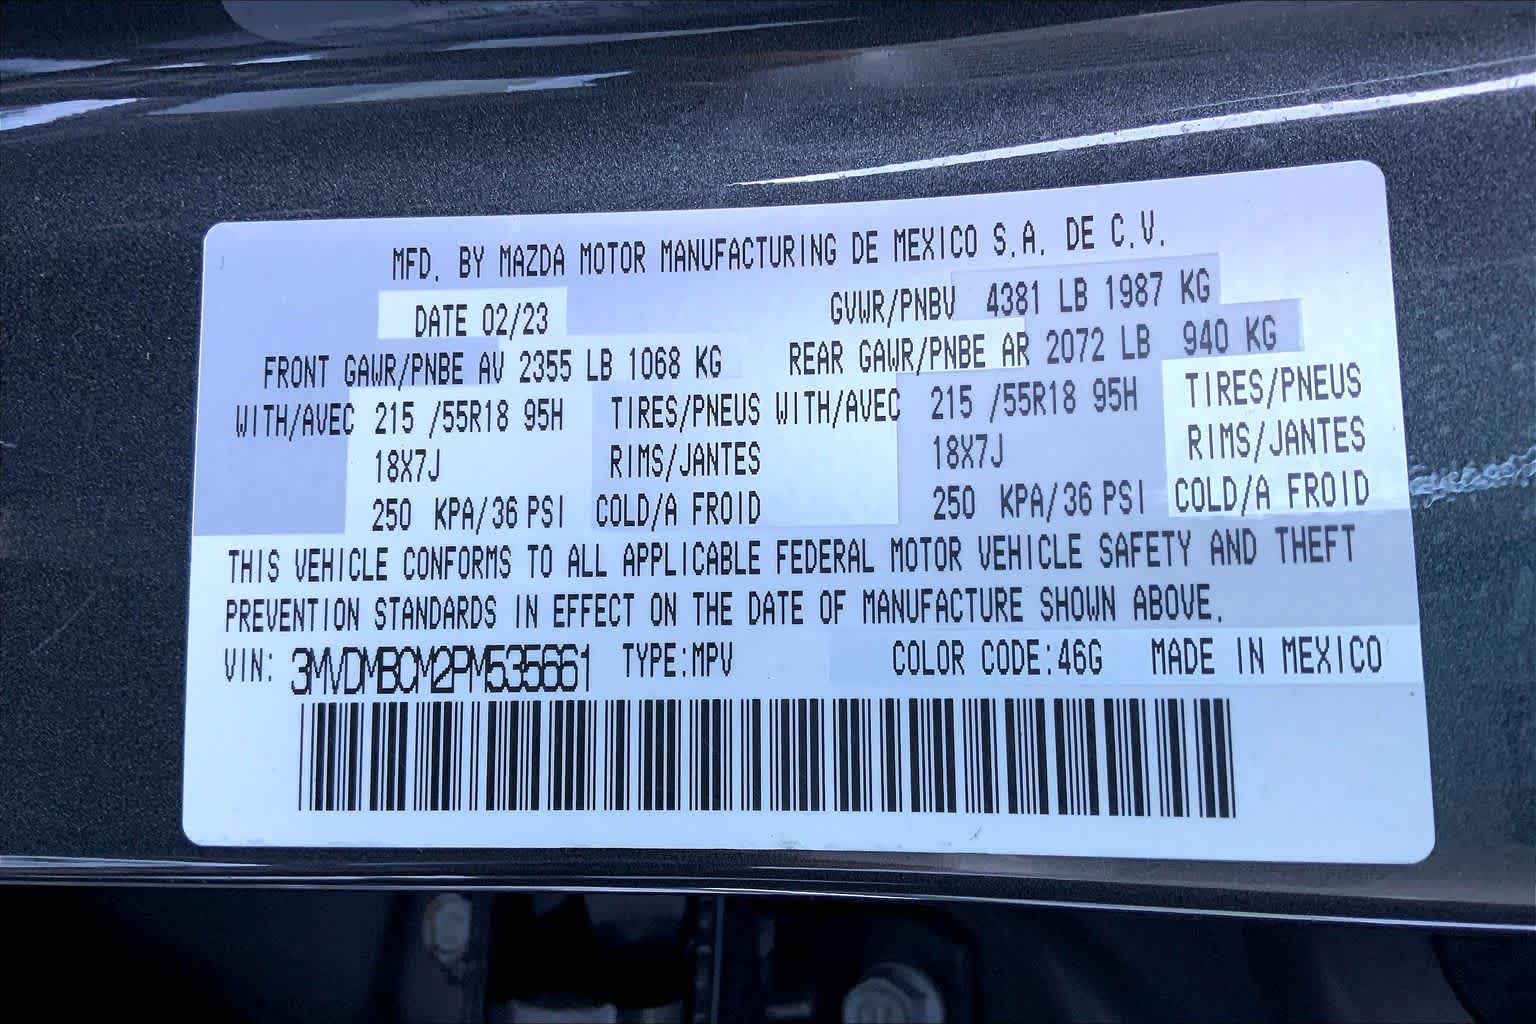 MFD. BY MAZDA MOTOR MANUFACTURING DE MEXICO S.A. DE C.V.
DATE 02/23 GVWR/PNBV 4381 LB 1987 KG
FRONT GAWR/PNBE AV 2355 LB 1068 KG REAR GAWR/PNBE AR 2072 LB 940 KG
WITH/AVEC 215 /55R18 95H TIRES/PNEUS WITH/AVEC 215 /55R18 95H TIRES/PNEUS
18X7J RIMS/JANTES 18X7J RIMS/JANTES
250 KPA/36 PSI COLD/A FROID 250 KPA/36 PSI COLD/A FROID
THIS VEHICLE CONFORMS TO ALL APPLICABLE FEDERAL MOTOR VEHICLE SAFETY AND THEFT
PREVENTION STANDARDS IN EFFECT ON THE DATE OF MANUFACTURE SHOWN ABOVE.
VIN: 3MVDMBCM2PM535661 TYPE:MPV COLOR CODE:46G MADE IN MEXICO